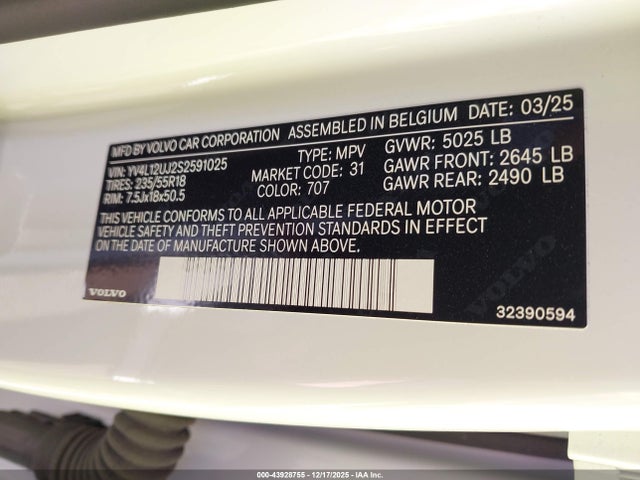 MFD BY VOLVO CAR CORPORATION ASSEMBLED IN BELGIUM DATE: 03/25
VIN: YV4L12UJ2S2591025 TYPE: MPV GVWR: 5025 LB
TIRES: 235/55R18 MARKET CODE: 31 GAWR FRONT: 2645 LB
RIM: 7.5Jx18x50.5 COLOR: 707 GAWR REAR: 2490 LB
THIS VEHICLE CONFORMS TO ALL APPLICABLE FEDERAL MOTOR
VEHICLE SAFETY AND THEFT PREVENTION STANDARDS IN EFFECT
ON THE DATE OF MANUFACTURE SHOWN ABOVE.
VOLVO
32390594
000-43928755 - 12/17/2025 - IAA Inc.